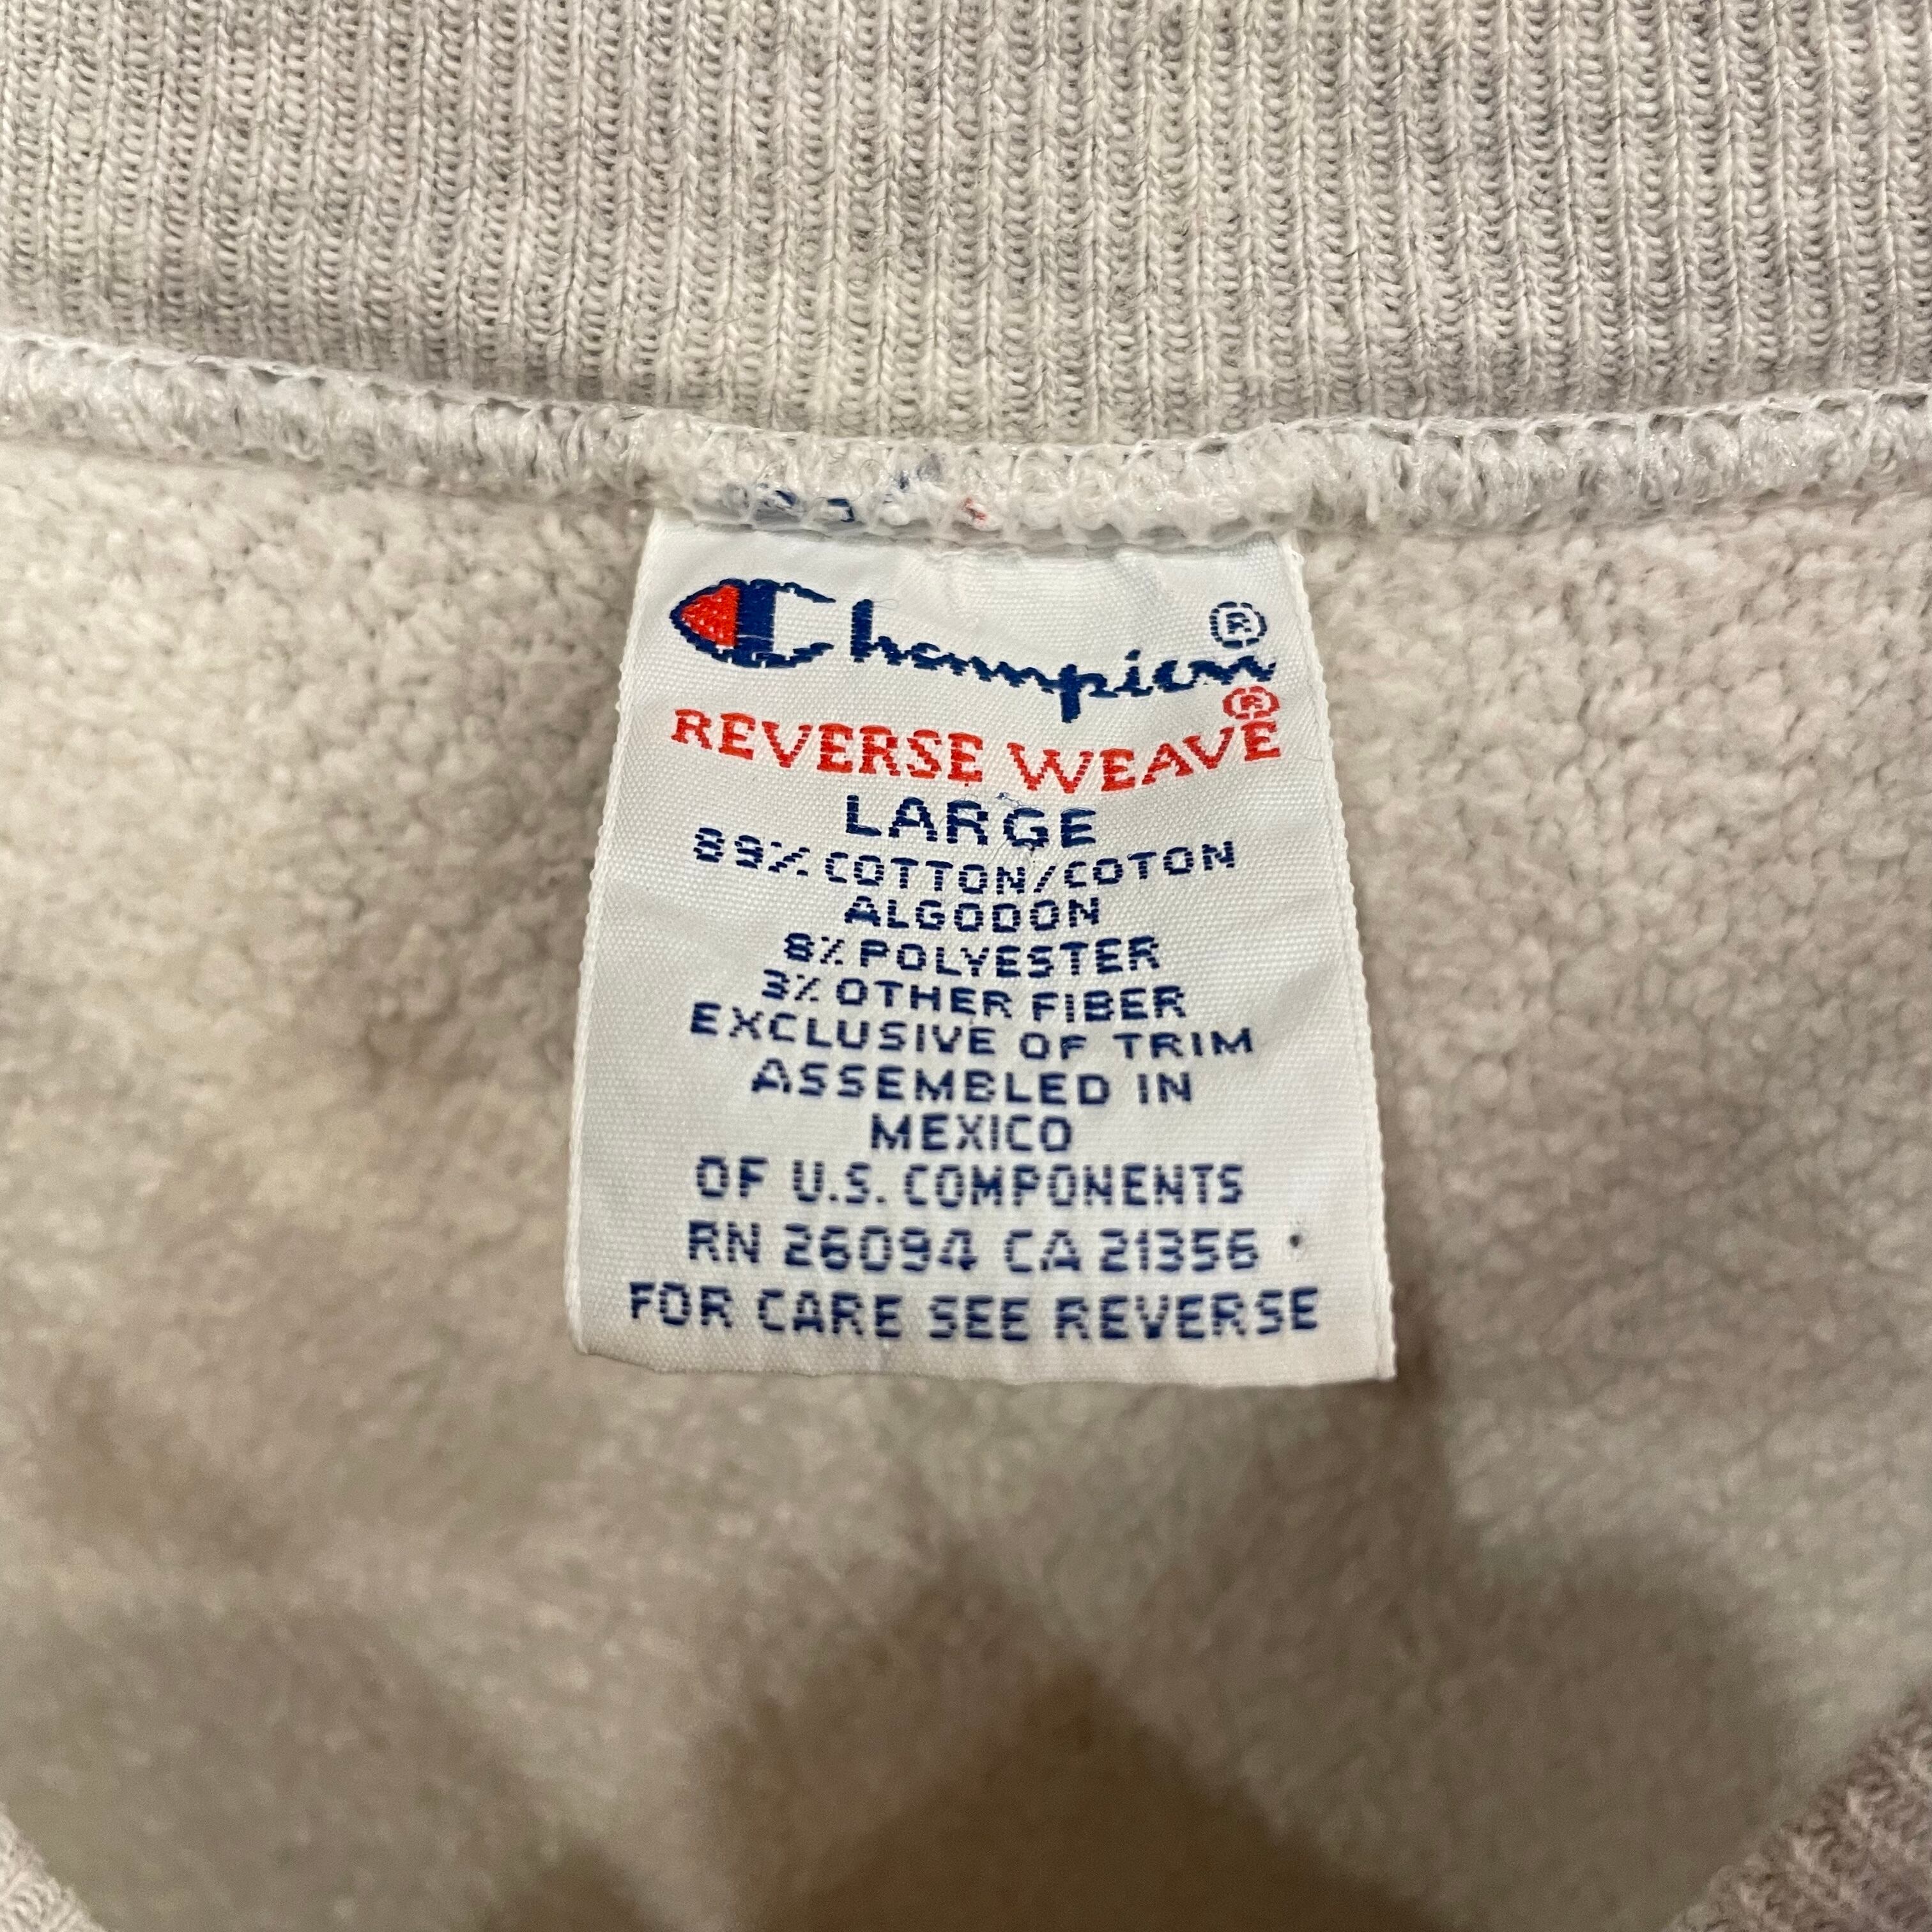 Champion®
REVERSE WEAVE®
LARGE
89% COTTON/COTON
ALGODON
8% POLYESTER
3% OTHER FIBER
EXCLUSIVE OF TRIM
ASSEMBLED IN
MEXICO
OF U.S. COMPONENTS
RN 26094 CA 21356
FOR CARE SEE REVERSE